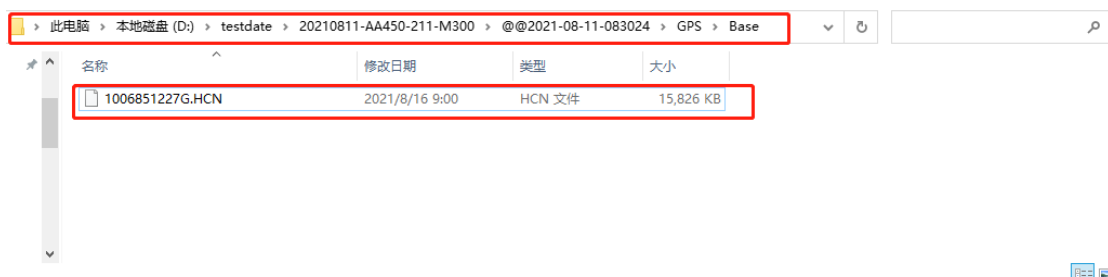 此电脑 › 本地磁盘 (D:) › testdate › 20210811-AA450-211-M300 › @@2021-08-11-083024 › GPS › Base
名称 修改日期 类型 大小
1006851227G.HCN 2021/8/16 9:00 HCN 文件 15,826 KB